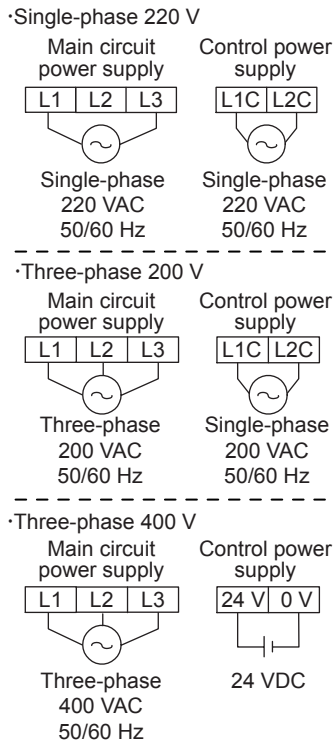 ·Single-phase 220 V
Main circuit power supply
Control power supply
L1 L2 L3
L1C L2C
Single-phase 220 VAC 50/60 Hz
Single-phase 220 VAC 50/60 Hz
·Three-phase 200 V
Main circuit power supply
Control power supply
L1 L2 L3
L1C L2C
Three-phase 200 VAC 50/60 Hz
Single-phase 200 VAC 50/60 Hz
·Three-phase 400 V
Main circuit power supply
Control power supply
L1 L2 L3
24 V 0 V
Three-phase 400 VAC 50/60 Hz
24 VDC